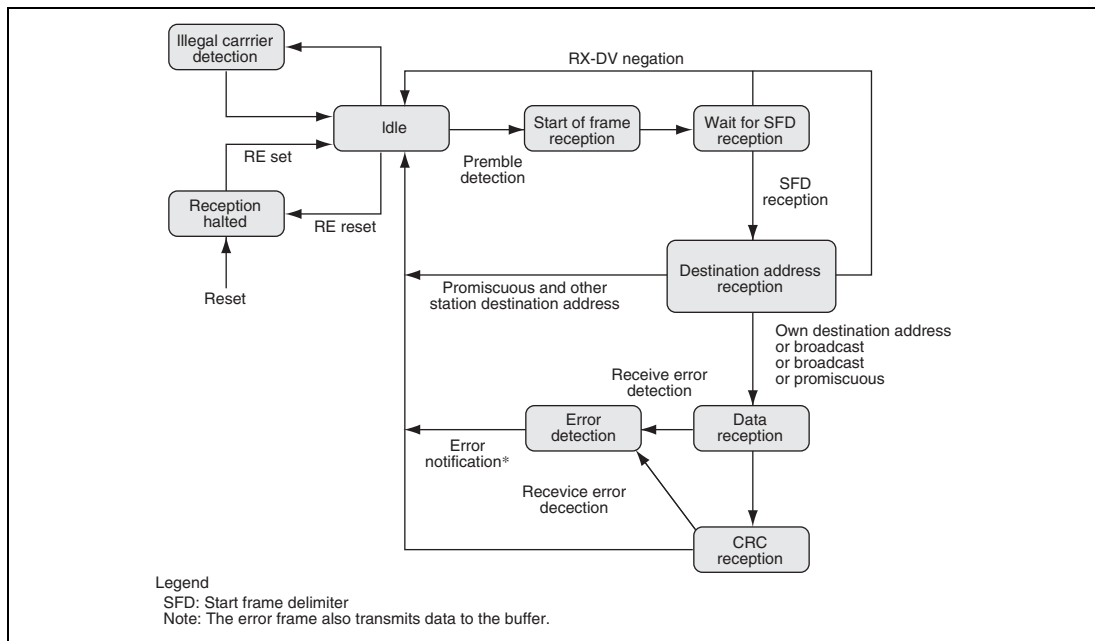 Illegal carrrier
detection
RX-DV negation
Idle
Start of frame
reception
Wait for SFD
reception
RE set
Premble
detection
SFD
reception
Reception
halted
RE reset
Destination address
reception
Reset
Promiscuous and other
station destination address
Own destination address
or broadcast
or broadcast
or promiscuous
Receive error
detection
Error
detection
Data
reception
Error
notification*
Recevice error
decection
CRC
reception
Legend
SFD: Start frame delimiter
Note: The error frame also transmits data to the buffer.